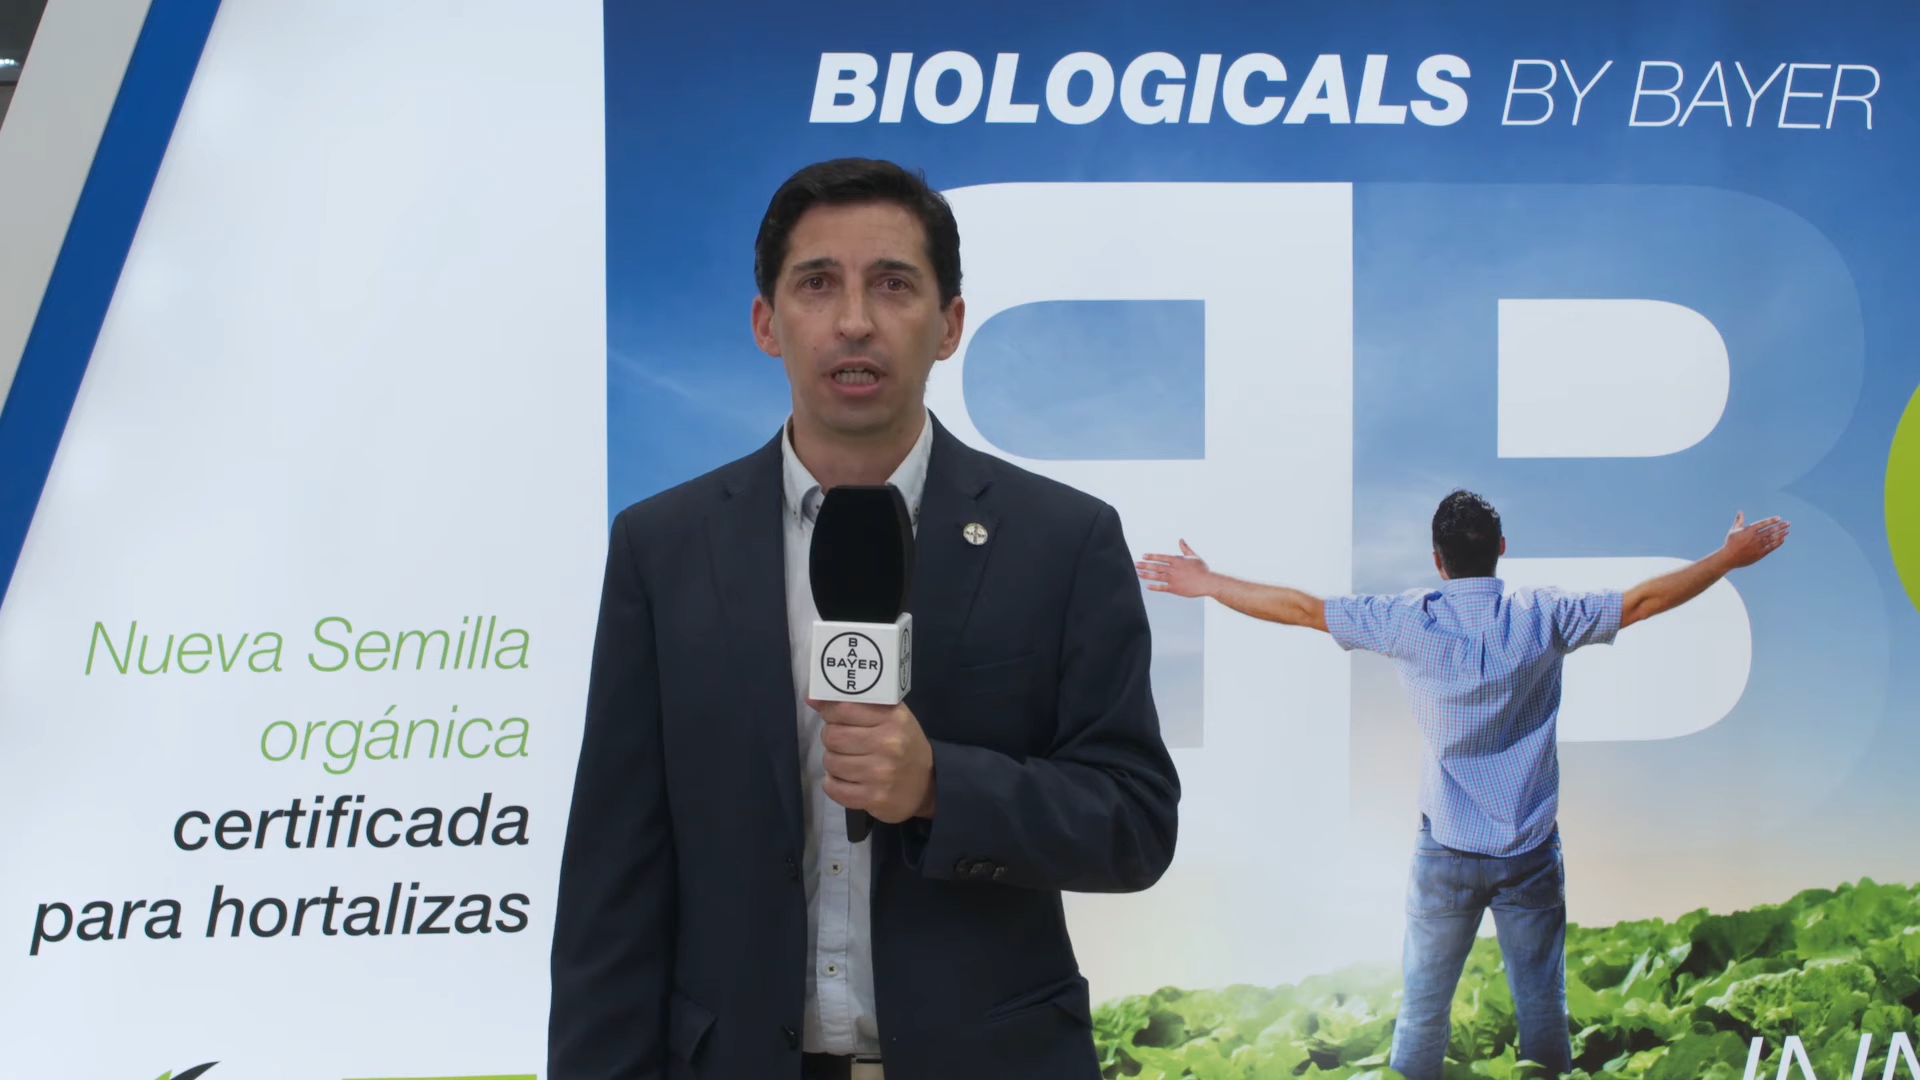 BIOLOGICALS BY BAYER
Nueva Semilla
orgánica
certificada
para hortalizas
B
A
BAYER
E
R